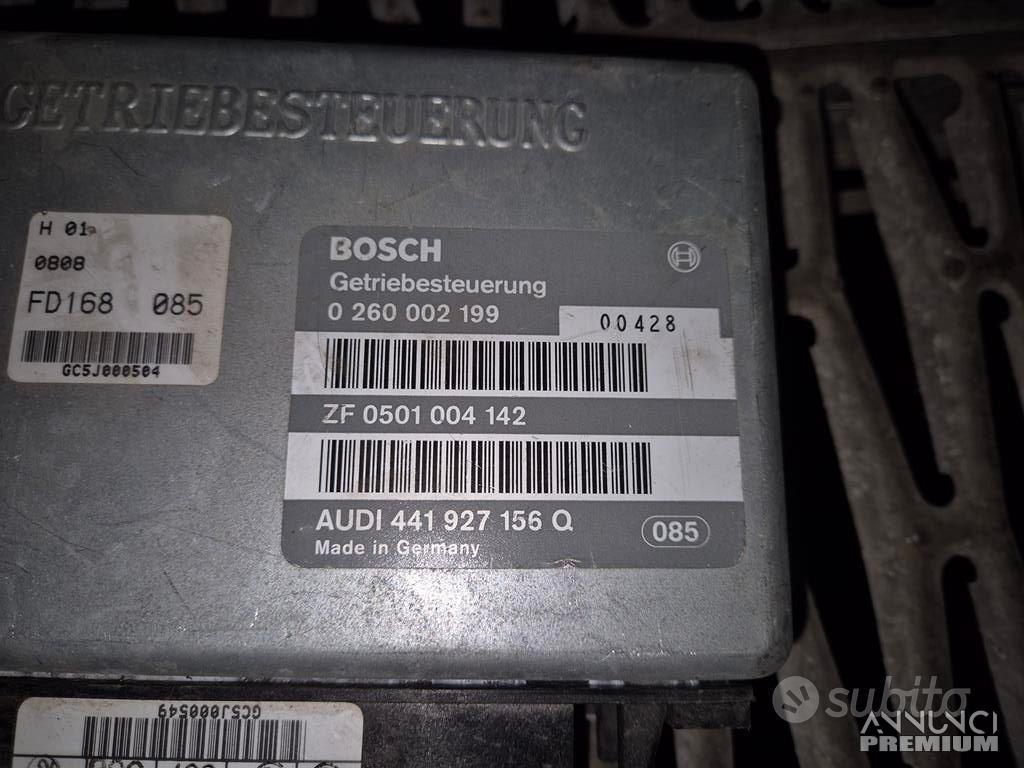 GETRIEBESTEUERUNG
H 01
0808
FD168 085
GC5J000504
BOSCH
Getriebesteuerung
0 260 002 199
00428
ZF 0501 004 142
AUDI 441 927 156 Q
085
Made in Germany
GC5J000549
subito
ANNUNCI
PREMIUM